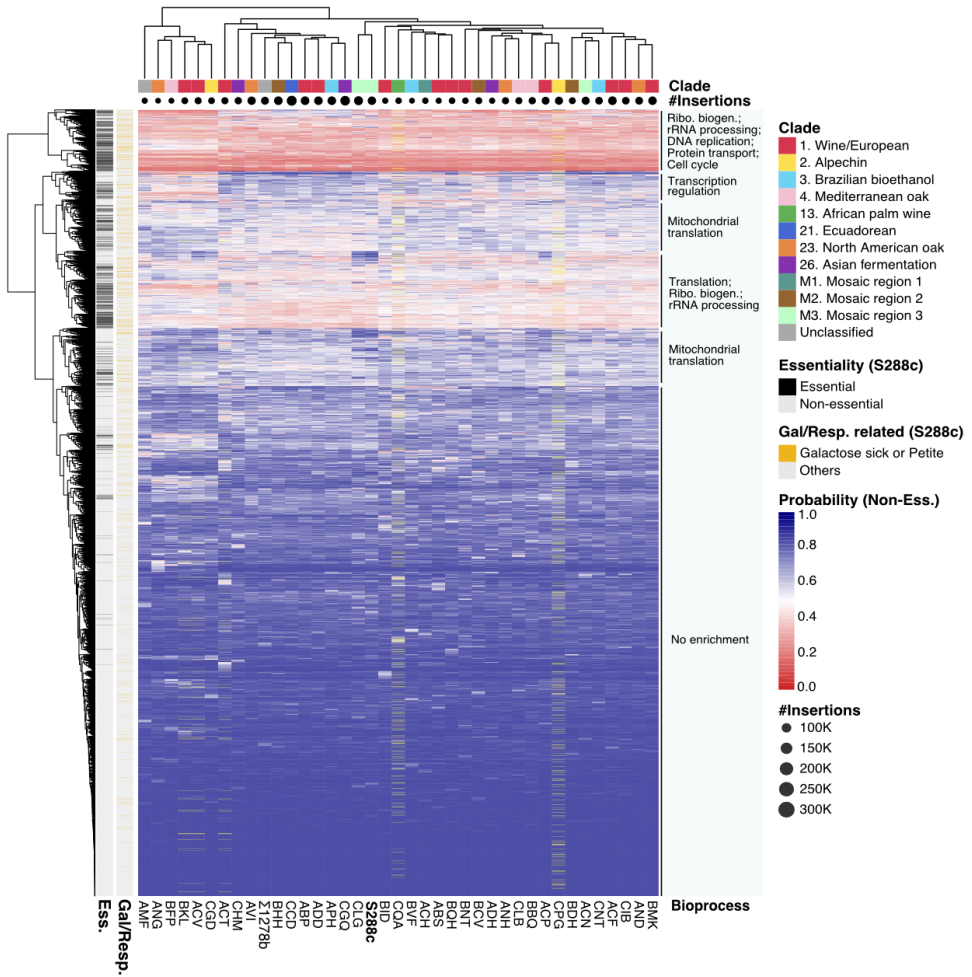 Clade
#Insertions
Ribo. biogen.;
rRNA processing;
DNA replication;
Protein transport;
Cell cycle
Transcription
regulation
Mitochondrial
translation
Translation;
Ribo. biogen.;
rRNA processing
Mitochondrial
translation
No enrichment
Bioprocess
Clade
1. Wine/European
2. Alpechin
3. Brazilian bioethanol
4. Mediterranean oak
13. African palm wine
21. Ecuadorean
23. North American oak
26. Asian fermentation
M1. Mosaic region 1
M2. Mosaic region 2
M3. Mosaic region 3
Unclassified
Essentiality (S288c)
Essential
Non-essential
Gal/Resp. related (S288c)
Galactose sick or Petite
Others
Probability (Non-Ess.)
1.0
0.8
0.6
0.4
0.2
0.0
#Insertions
100K
150K
200K
250K
300K
Ess.
Gal/Resp.
AMF
ANG
BFP
BKL
ACV
CGD
ACT
CHM
AVI
Σ1278b
BHH
CCD
ABP
ADD
APH
CGQ
CLG
S288c
BID
CQA
BVF
ACH
ABS
BQH
BNT
BCV
ADH
ANH
CLB
BBQ
ACP
CPG
BDH
ACN
CNT
ACF
CIB
AND
BMK